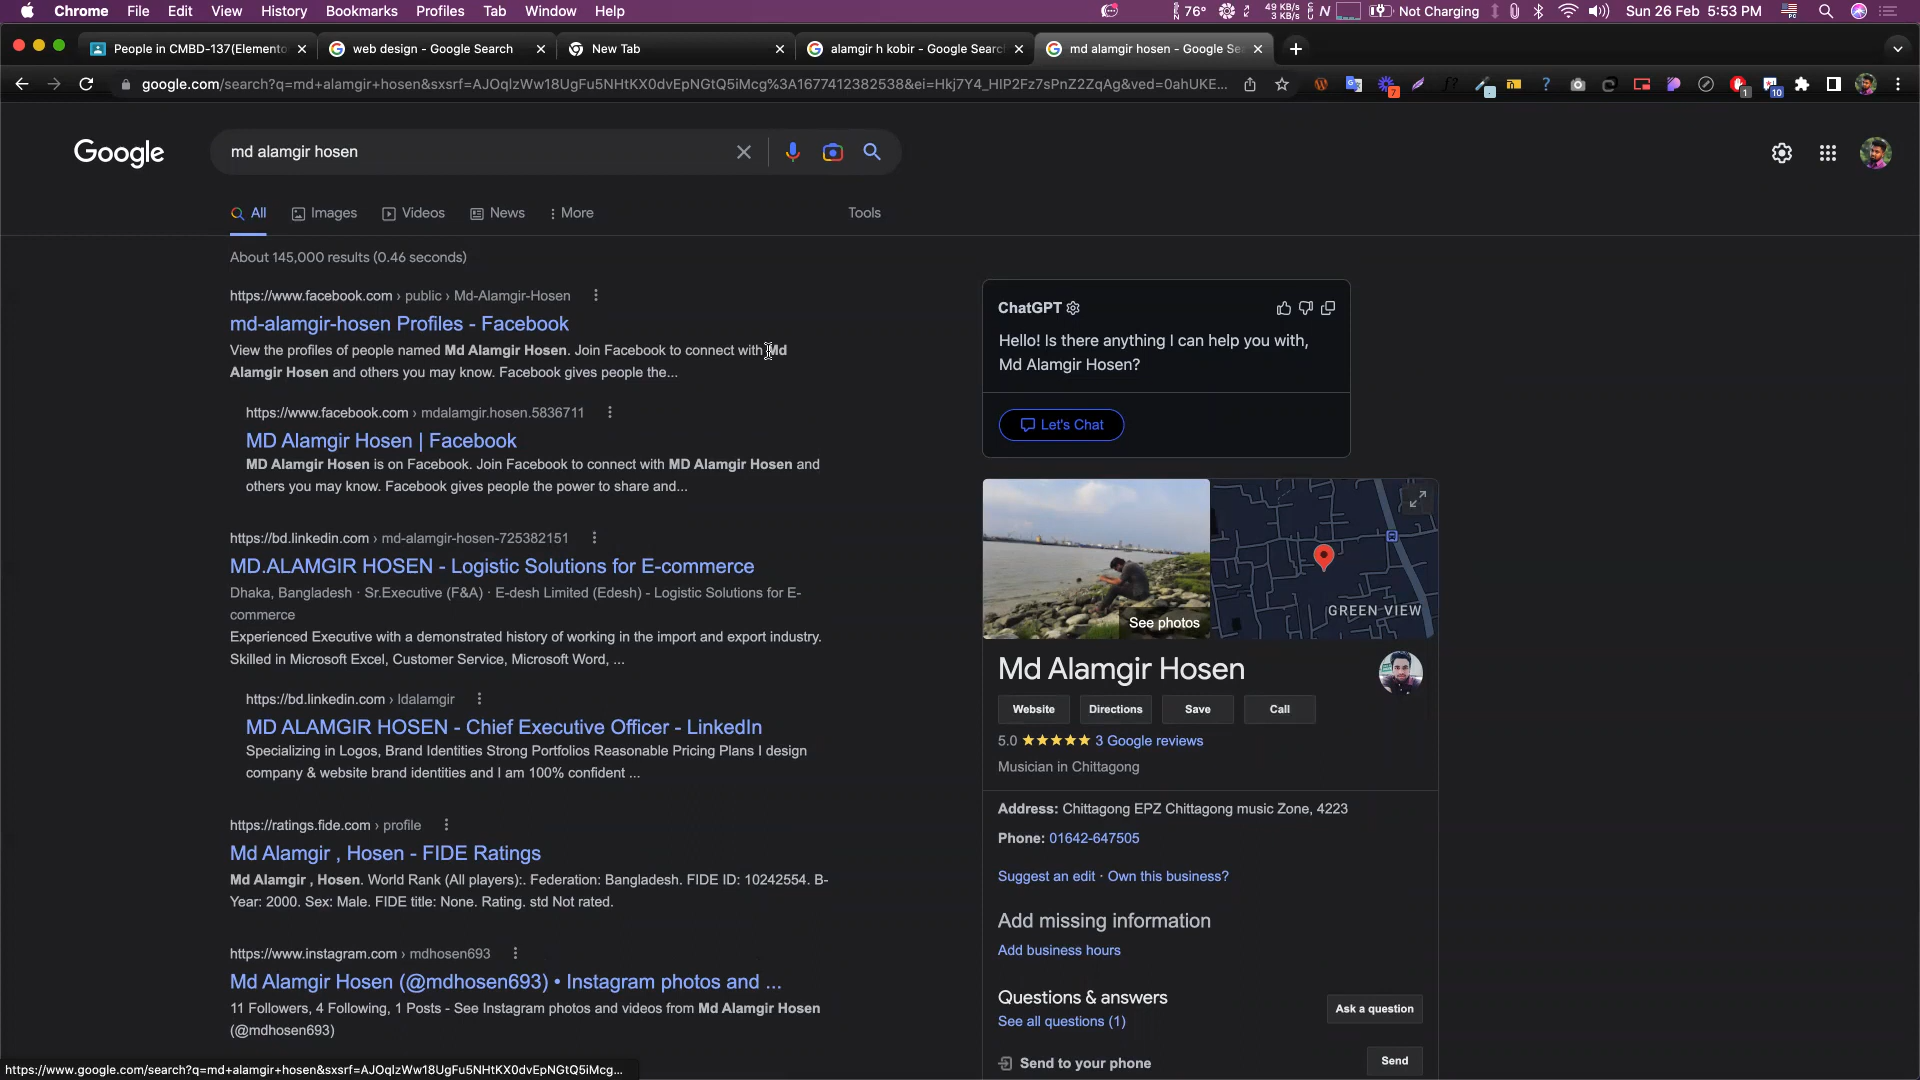 Chrome File Edit View History Bookmarks Profiles Tab Window Help
76° 49 KB/s 3 KB/s Not Charging Sun 26 Feb 5:53 PM
People in CMBD-137(Elemento
web design - Google Search
New Tab
alamgir h kobir - Google Searc
md alamgir hosen - Google Se
google.com/search?q=md+alamgir+hosen&sxsrf=AJOqlzWw18UgFu5NHtKX0dvEpNGtQ5iMcg%3A1677412382538&ei=Hkj7Y4_HIP2Fz7sPnZ2ZqAg&ved=0ahUKE...
7
1
10
Google
md alamgir hosen
All Images Videos News More Tools
About 145,000 results (0.46 seconds)
https://www.facebook.com › public › Md-Alamgir-Hosen
md-alamgir-hosen Profiles - Facebook
View the profiles of people named Md Alamgir Hosen. Join Facebook to connect with Md
Alamgir Hosen and others you may know. Facebook gives people the...
https://www.facebook.com › mdalamgir.hosen.5836711
MD Alamgir Hosen | Facebook
MD Alamgir Hosen is on Facebook. Join Facebook to connect with MD Alamgir Hosen and
others you may know. Facebook gives people the power to share and...
https://bd.linkedin.com › md-alamgir-hosen-725382151
MD.ALAMGIR HOSEN - Logistic Solutions for E-commerce
Dhaka, Bangladesh · Sr.Executive (F&A) · E-desh Limited (Edesh) - Logistic Solutions for E-
commerce
Experienced Executive with a demonstrated history of working in the import and export industry.
Skilled in Microsoft Excel, Customer Service, Microsoft Word, ...
https://bd.linkedin.com › ldalamgir
MD ALAMGIR HOSEN - Chief Executive Officer - LinkedIn
Specializing in Logos, Brand Identities Strong Portfolios Reasonable Pricing Plans I design
company & website brand identities and I am 100% confident ...
https://ratings.fide.com › profile
Md Alamgir , Hosen - FIDE Ratings
Md Alamgir , Hosen. World Rank (All players):. Federation: Bangladesh. FIDE ID: 10242554. B-
Year: 2000. Sex: Male. FIDE title: None. Rating. std Not rated.
https://www.instagram.com › mdhosen693
Md Alamgir Hosen (@mdhosen693) • Instagram photos and ...
11 Followers, 4 Following, 1 Posts - See Instagram photos and videos from Md Alamgir Hosen
(@mdhosen693)
https://www.google.com/search?q=md+alamgir+hosen&sxsrf=AJOqlzWw18UgFu5NHtKX0dvEpNGtQ5iMcg...
ChatGPT
Hello! Is there anything I can help you with,
Md Alamgir Hosen?
Let's Chat
See photos
GREEN VIEW
Md Alamgir Hosen
Website Directions Save Call
5.0 ★★★★★ 3 Google reviews
Musician in Chittagong
Address: Chittagong EPZ Chittagong music Zone, 4223
Phone: 01642-647505
Suggest an edit · Own this business?
Add missing information
Add business hours
Questions & answers
See all questions (1)
Ask a question
Send to your phone
Send